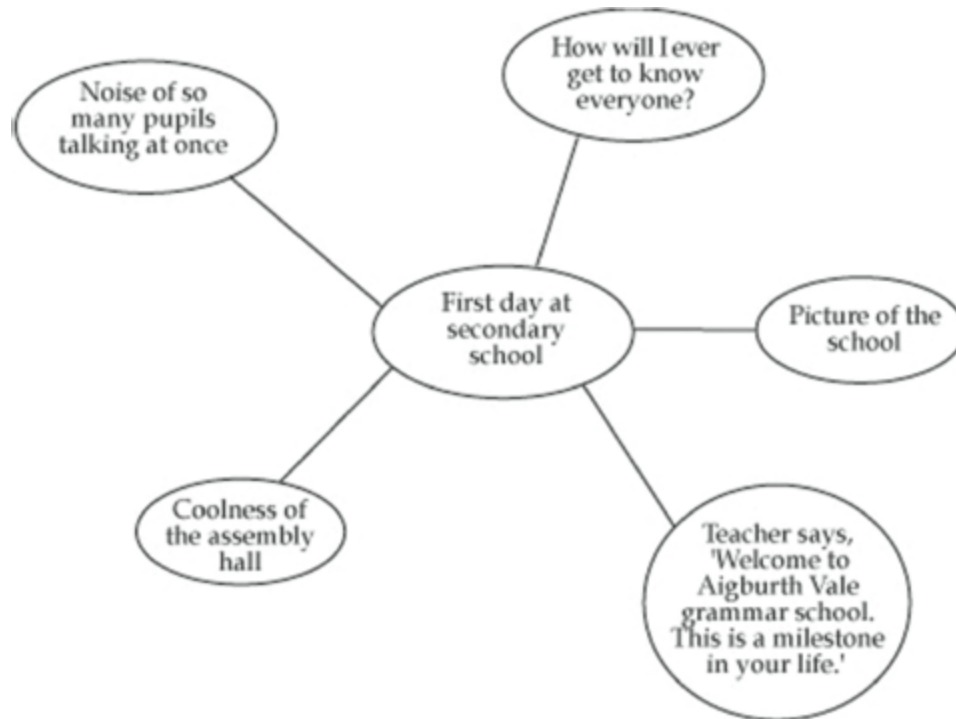 How will I ever
get to know
everyone?
Noise of so
many pupils
talking at once
First day at
secondary
school
Picture of the
school
Coolness of
the assembly
hall
Teacher says,
'Welcome to
Aigburth Vale
grammar school.
This is a milestone
in your life.'